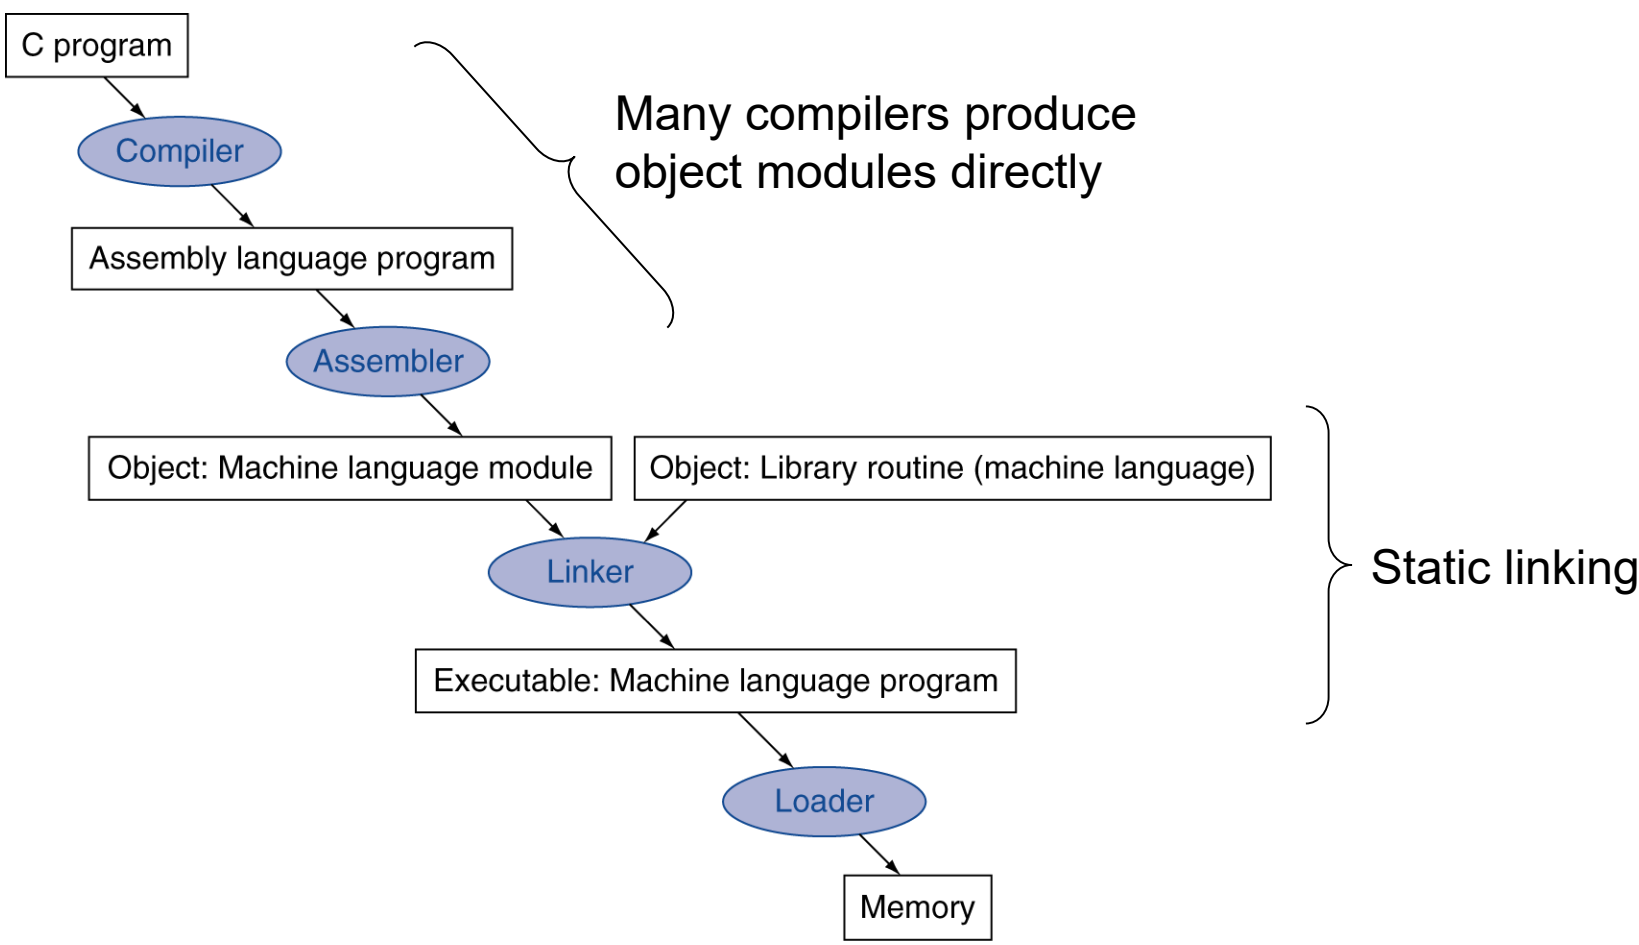 C program
Compiler
Many compilers produce
object modules directly
Assembly language program
Assembler
Object: Machine language module
Object: Library routine (machine language)
Linker
Static linking
Executable: Machine language program
Loader
Memory